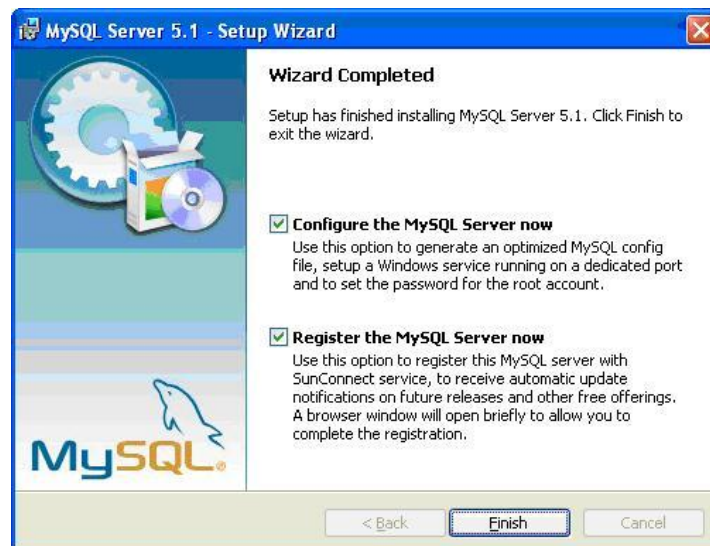 MySQL Server 5.1 - Setup Wizard
Wizard Completed
Setup has finished installing MySQL Server 5.1. Click Finish to
exit the wizard.
Configure the MySQL Server now
Use this option to generate an optimized MySQL config
file, setup a Windows service running on a dedicated port
and to set the password for the root account.
Register the MySQL Server now
Use this option to register this MySQL server with
SunConnect service, to receive automatic update
notifications on future releases and other free offerings.
A browser window will open briefly to allow you to
complete the registration.
MySQL®
< Back
Finish
Cancel